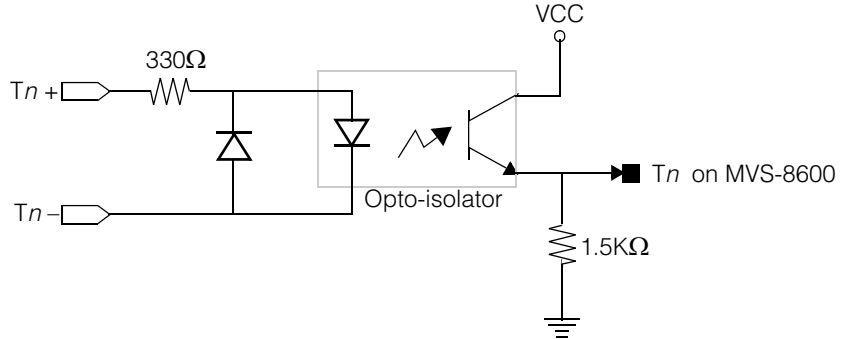 VCC
330Ω
Tn +
Tn –
Opto-isolator
Tn on MVS-8600
1.5KΩ